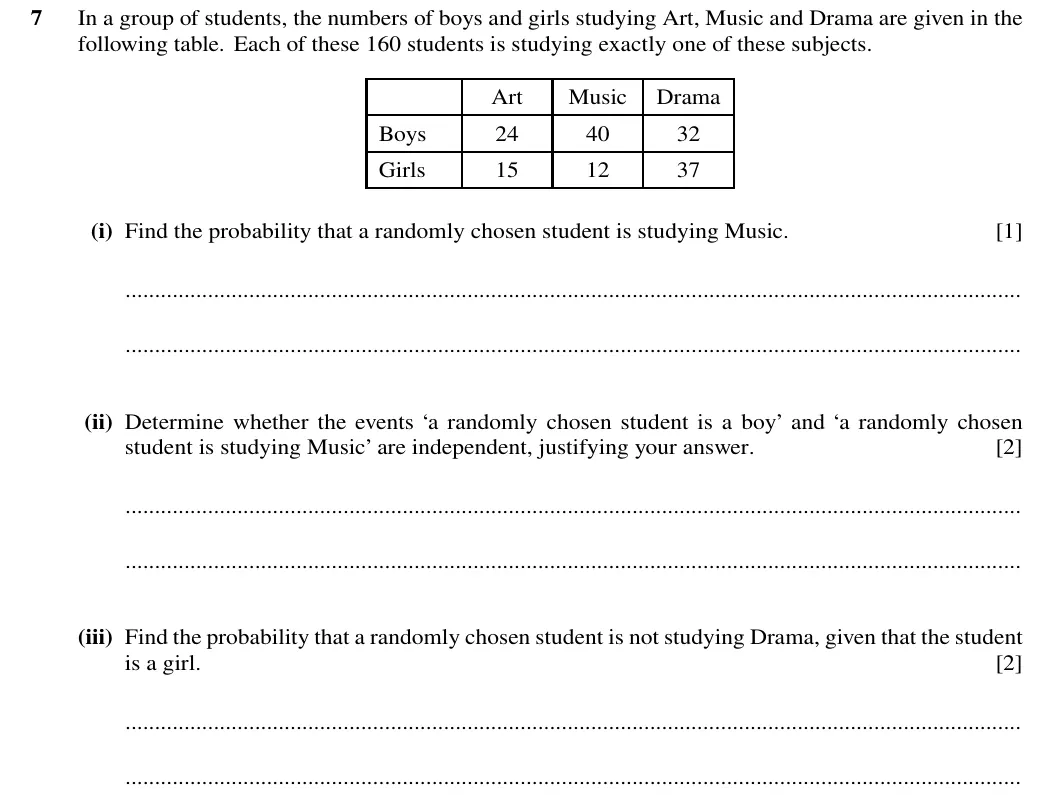 7 In a group of students, the numbers of boys and girls studying Art, Music and Drama are given in the
following table. Each of these 160 students is studying exactly one of these subjects.
Art Music Drama
Boys 24 40 32
Girls 15 12 37
(i) Find the probability that a randomly chosen student is studying Music. [1]
................................................................................
................................................................................
(ii) Determine whether the events ‘a randomly chosen student is a boy’ and ‘a randomly chosen
student is studying Music’ are independent, justifying your answer. [2]
................................................................................
................................................................................
(iii) Find the probability that a randomly chosen student is not studying Drama, given that the student
is a girl. [2]
................................................................................
................................................................................